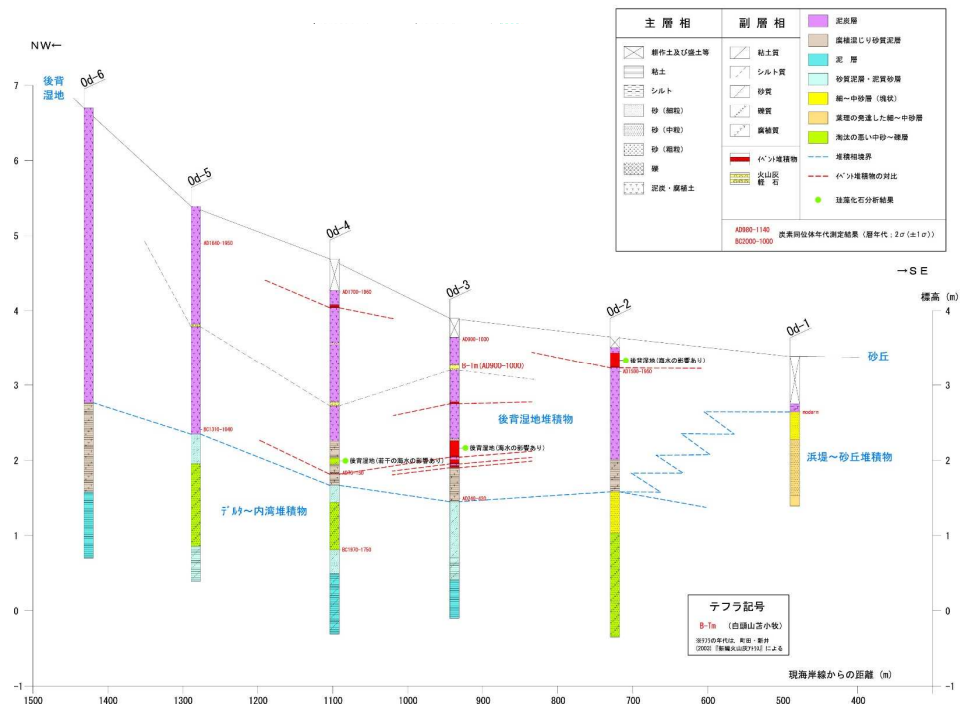 主 層 相
耕作土及び盛土等
粘土
シルト
砂（細粒）
砂（中粒）
砂（粗粒）
礫
泥炭・腐植土
副 層 相
粘土質
シルト質
砂質
礫質
腐植質
イベント堆積物
火山灰
軽 石
泥炭層
腐植混じり砂質泥層
泥 層
砂質泥層・泥質砂層
細～中砂層（塊状）
葉理の発達した細～中砂層
淘汰の悪い中砂～礫層
堆積相境界
イベント堆積物の対比
珪藻化石分析結果
AD980-1140
BC2000-1000
炭素同位体年代測定結果（暦年代：2σ(±1σ)）
NW←
→SE
後背
湿地
Od-6
Od-5
Od-4
Od-3
Od-2
Od-1
標高 (m)
砂丘
B-Tm(AD900-1000)
後背湿地(海水の影響あり)
modern
後背湿地堆積物
後背湿地(海水の影響あり)
後背湿地(若干の海水の影響あり)
浜堤～砂丘堆積物
デルタ～内湾堆積物
テフラ記号
B-Tm （白頭山苫小牧）
※テフラの年代は、町田・新井
(2003)『新編火山灰アトラス』による
現海岸線からの距離 (m)
7
6
5
4
3
2
1
0
-1
4
3
2
1
0
-1
1500
1400
1300
1200
1100
1000
900
800
700
600
500
400